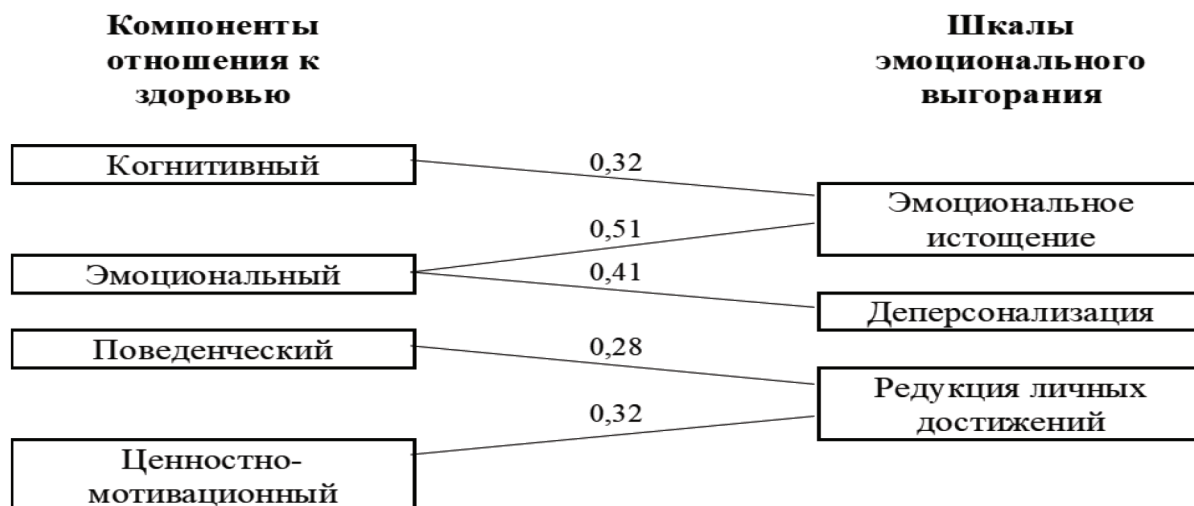 Компоненты
отношения к
здоровью
Шкалы
эмоционального
выгорания
Когнитивный
0,32
Эмоциональное
истощение
0,51
Эмоциональный
0,41
Деперсонализация
Поведенческий
0,28
Редукция личных
достижений
0,32
Ценностно-
мотивационный